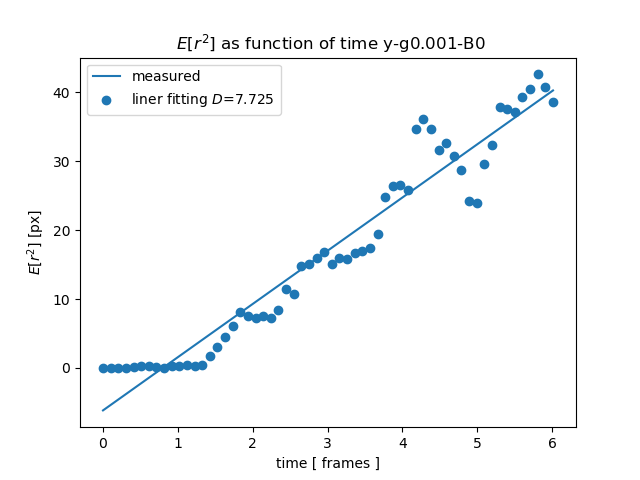 E[r²] as function of time y-g0.001-B0
measured
liner fitting D=7.725
E[r²] [px]
40
30
20
10
0
0 1 2 3 4 5 6
time [ frames ]